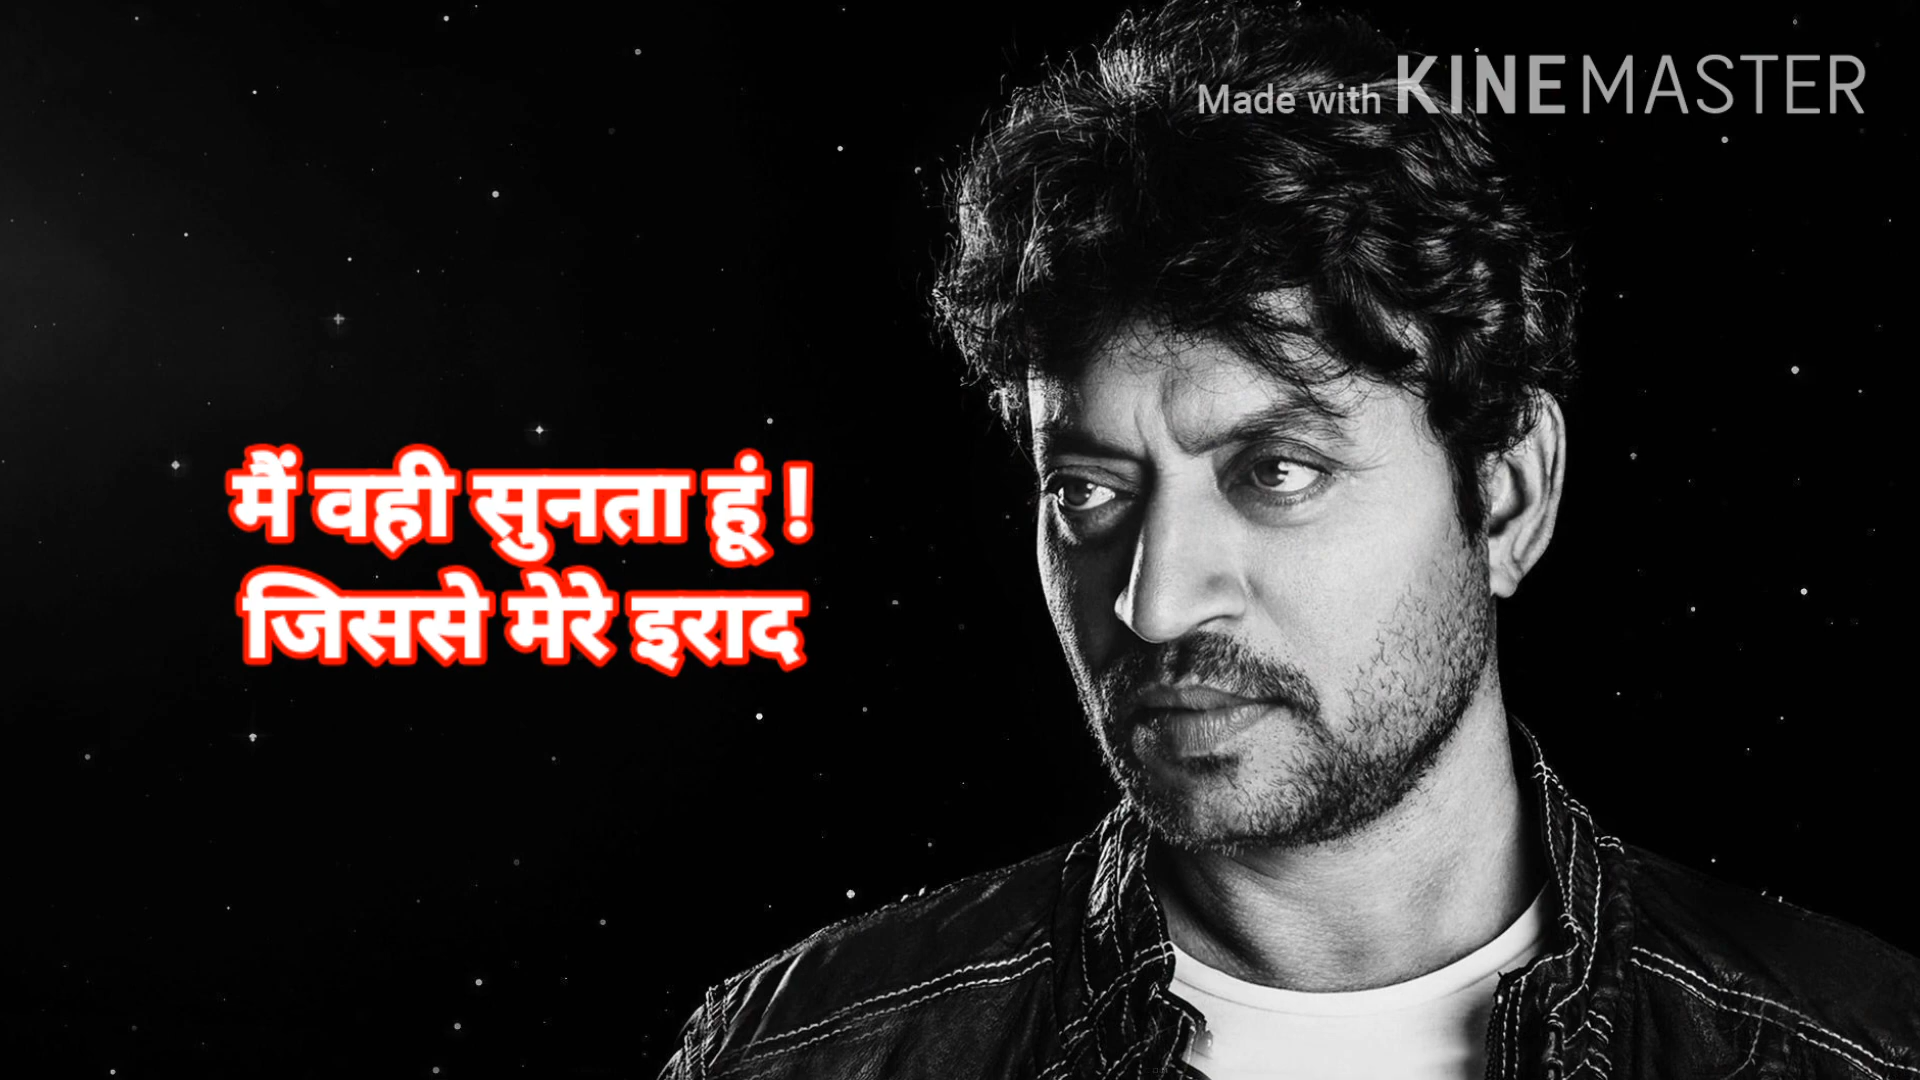 Made with KINEMASTER
मैं वही सुनता हूं !
जिससे मेरे इराद